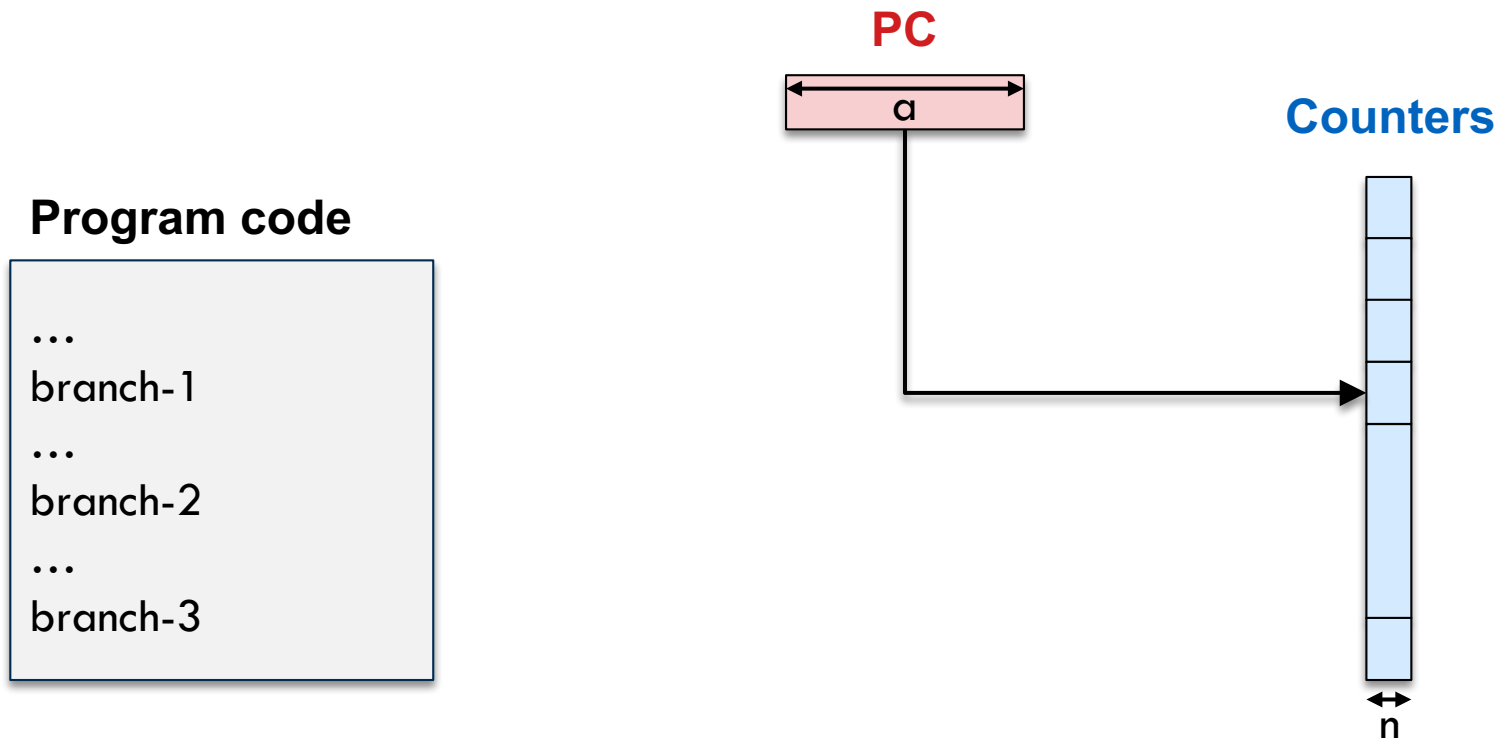 PC
a
Counters
Program code
…
branch-1
…
branch-2
…
branch-3
n